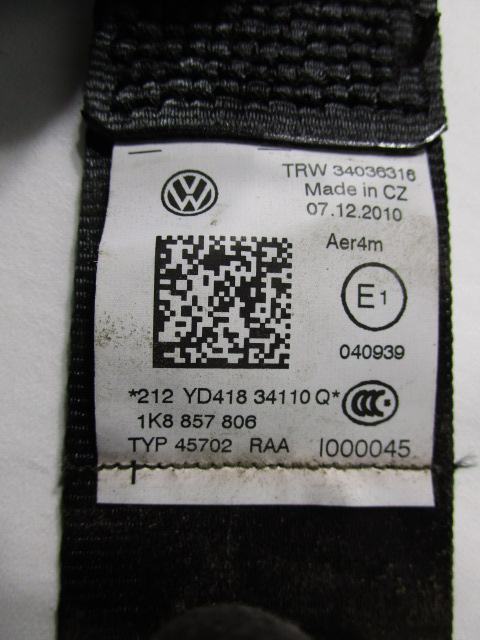 TRW 34036316
Made in CZ
07.12.2010
Aer4m
E1
040939
*212 YD418 34110 Q*
CCC
1K8 857 806
TYP 45702 RAA I000045